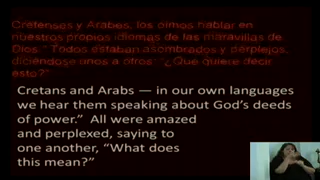 Cretenses y Árabes, los oímos hablar en
nuestros propios idiomas de las maravillas de
Dios." Todos estaban asombrados y perplejos,
diciéndose unos a otros: "¿Qué quiere decir
esto?"
Cretans and Arabs — in our own languages
we hear them speaking about God's deeds
of power."  All were amazed
and perplexed, saying to
one another, "What does
this mean?"